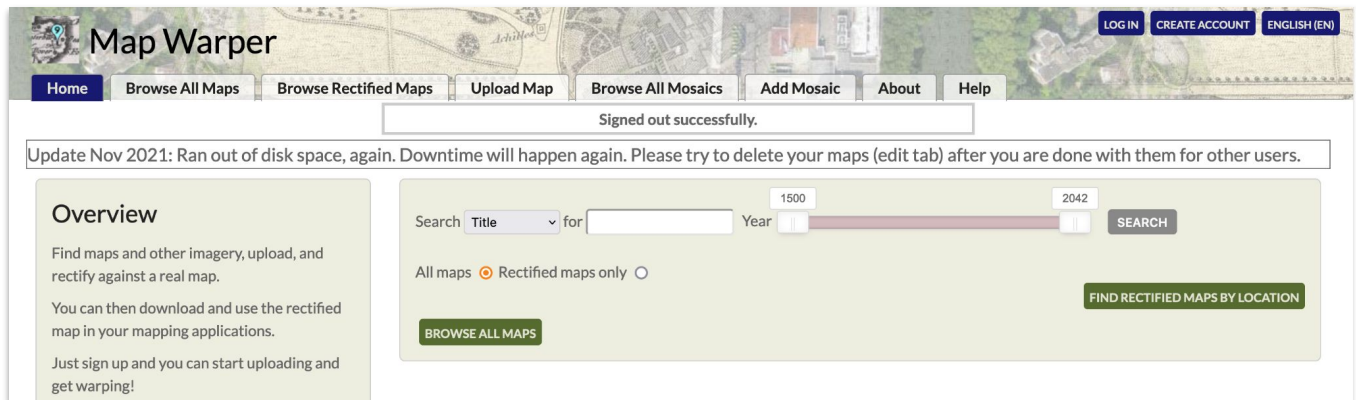 Map Warper
Achilles
LOG IN CREATE ACCOUNT ENGLISH (EN)
Home Browse All Maps Browse Rectified Maps Upload Map Browse All Mosaics Add Mosaic About Help
Signed out successfully.
Update Nov 2021: Ran out of disk space, again. Downtime will happen again. Please try to delete your maps (edit tab) after you are done with them for other users.
Overview
Find maps and other imagery, upload, and
rectify against a real map.
You can then download and use the rectified
map in your mapping applications.
Just sign up and you can start uploading and
get warping!
1500 2042
Search Title for Year SEARCH
All maps Rectified maps only
FIND RECTIFIED MAPS BY LOCATION
BROWSE ALL MAPS